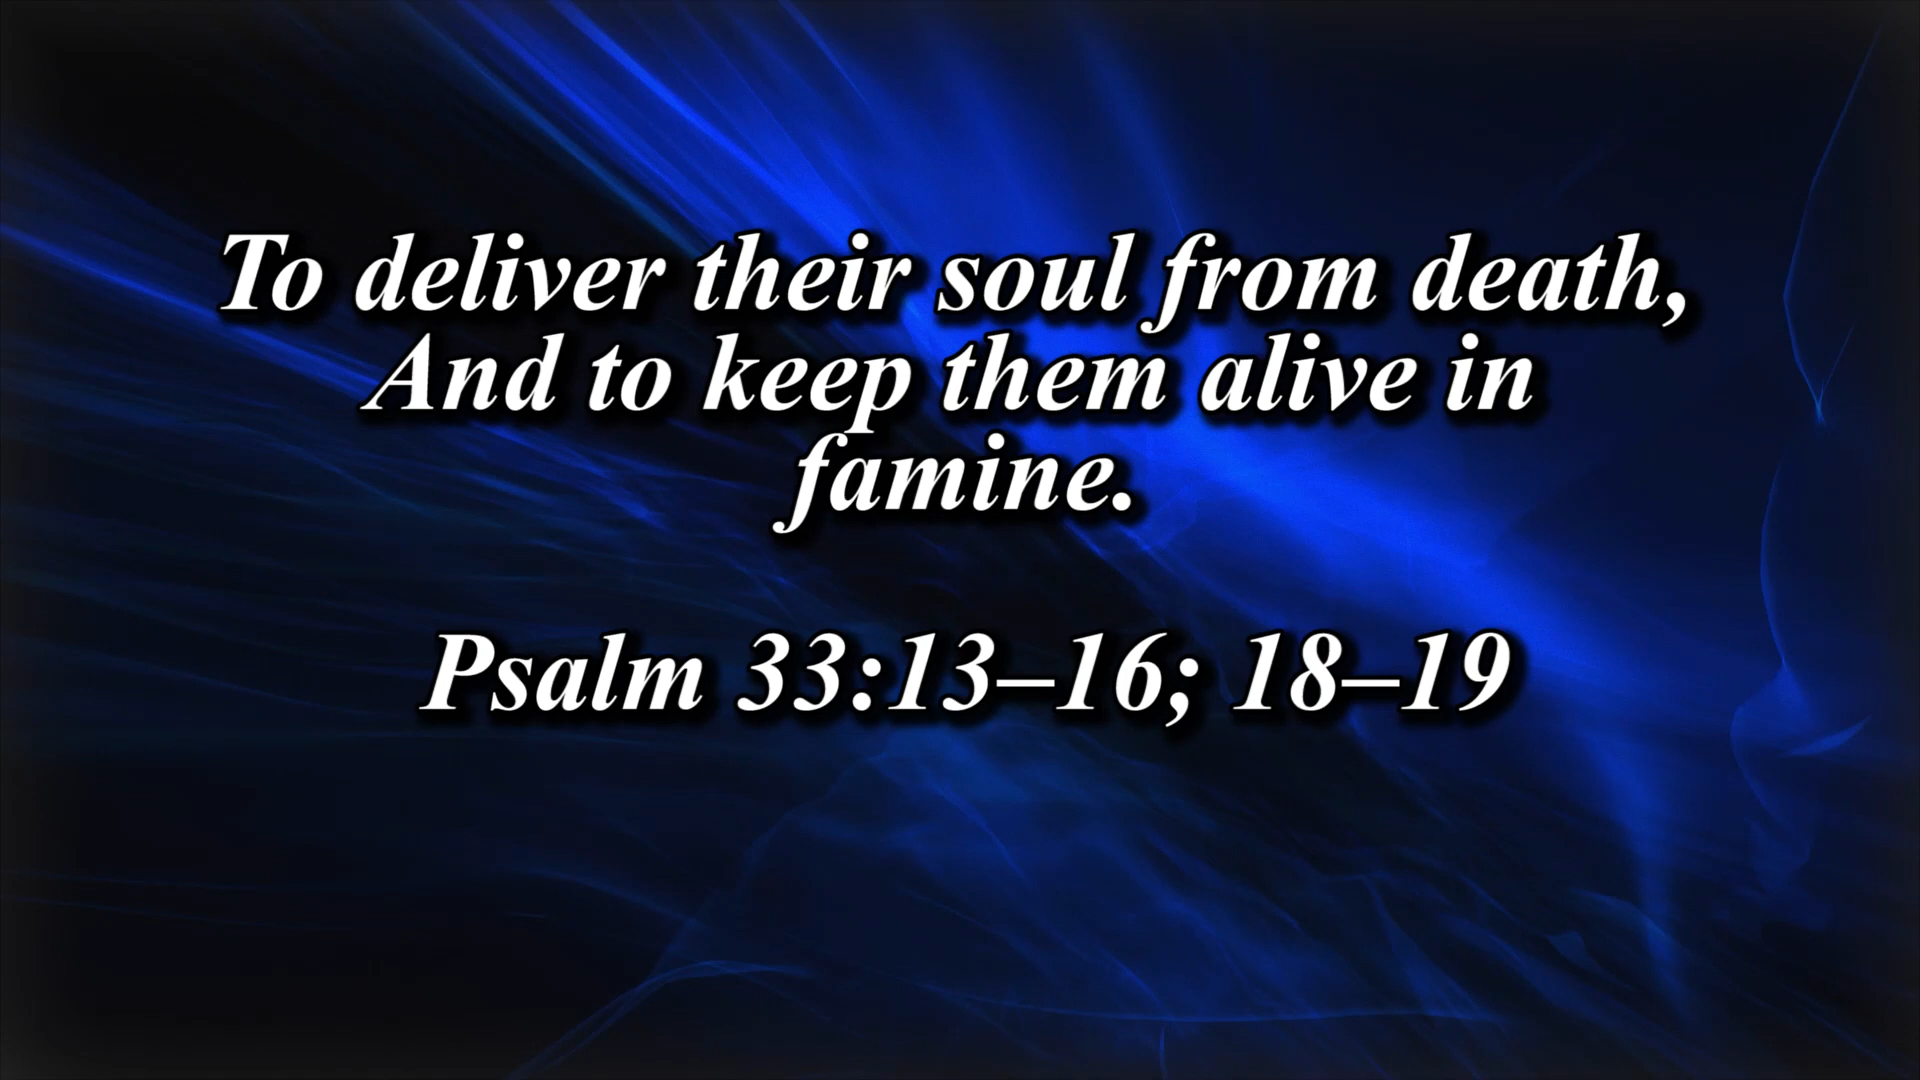 To deliver their soul from death,
And to keep them alive in
famine.
Psalm 33:13–16; 18–19